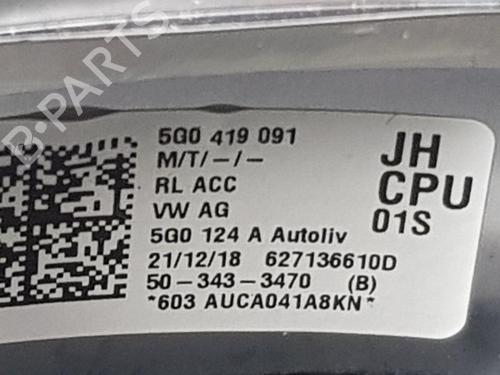 5G0 419 091
M/T/-/-
RL ACC
VW AG
5G0 124 A Autoliv
21/12/18 627136610D
50-343-3470 (B)
*603 AUCA041A8KN*
JH
CPU
01S
B-PARTS